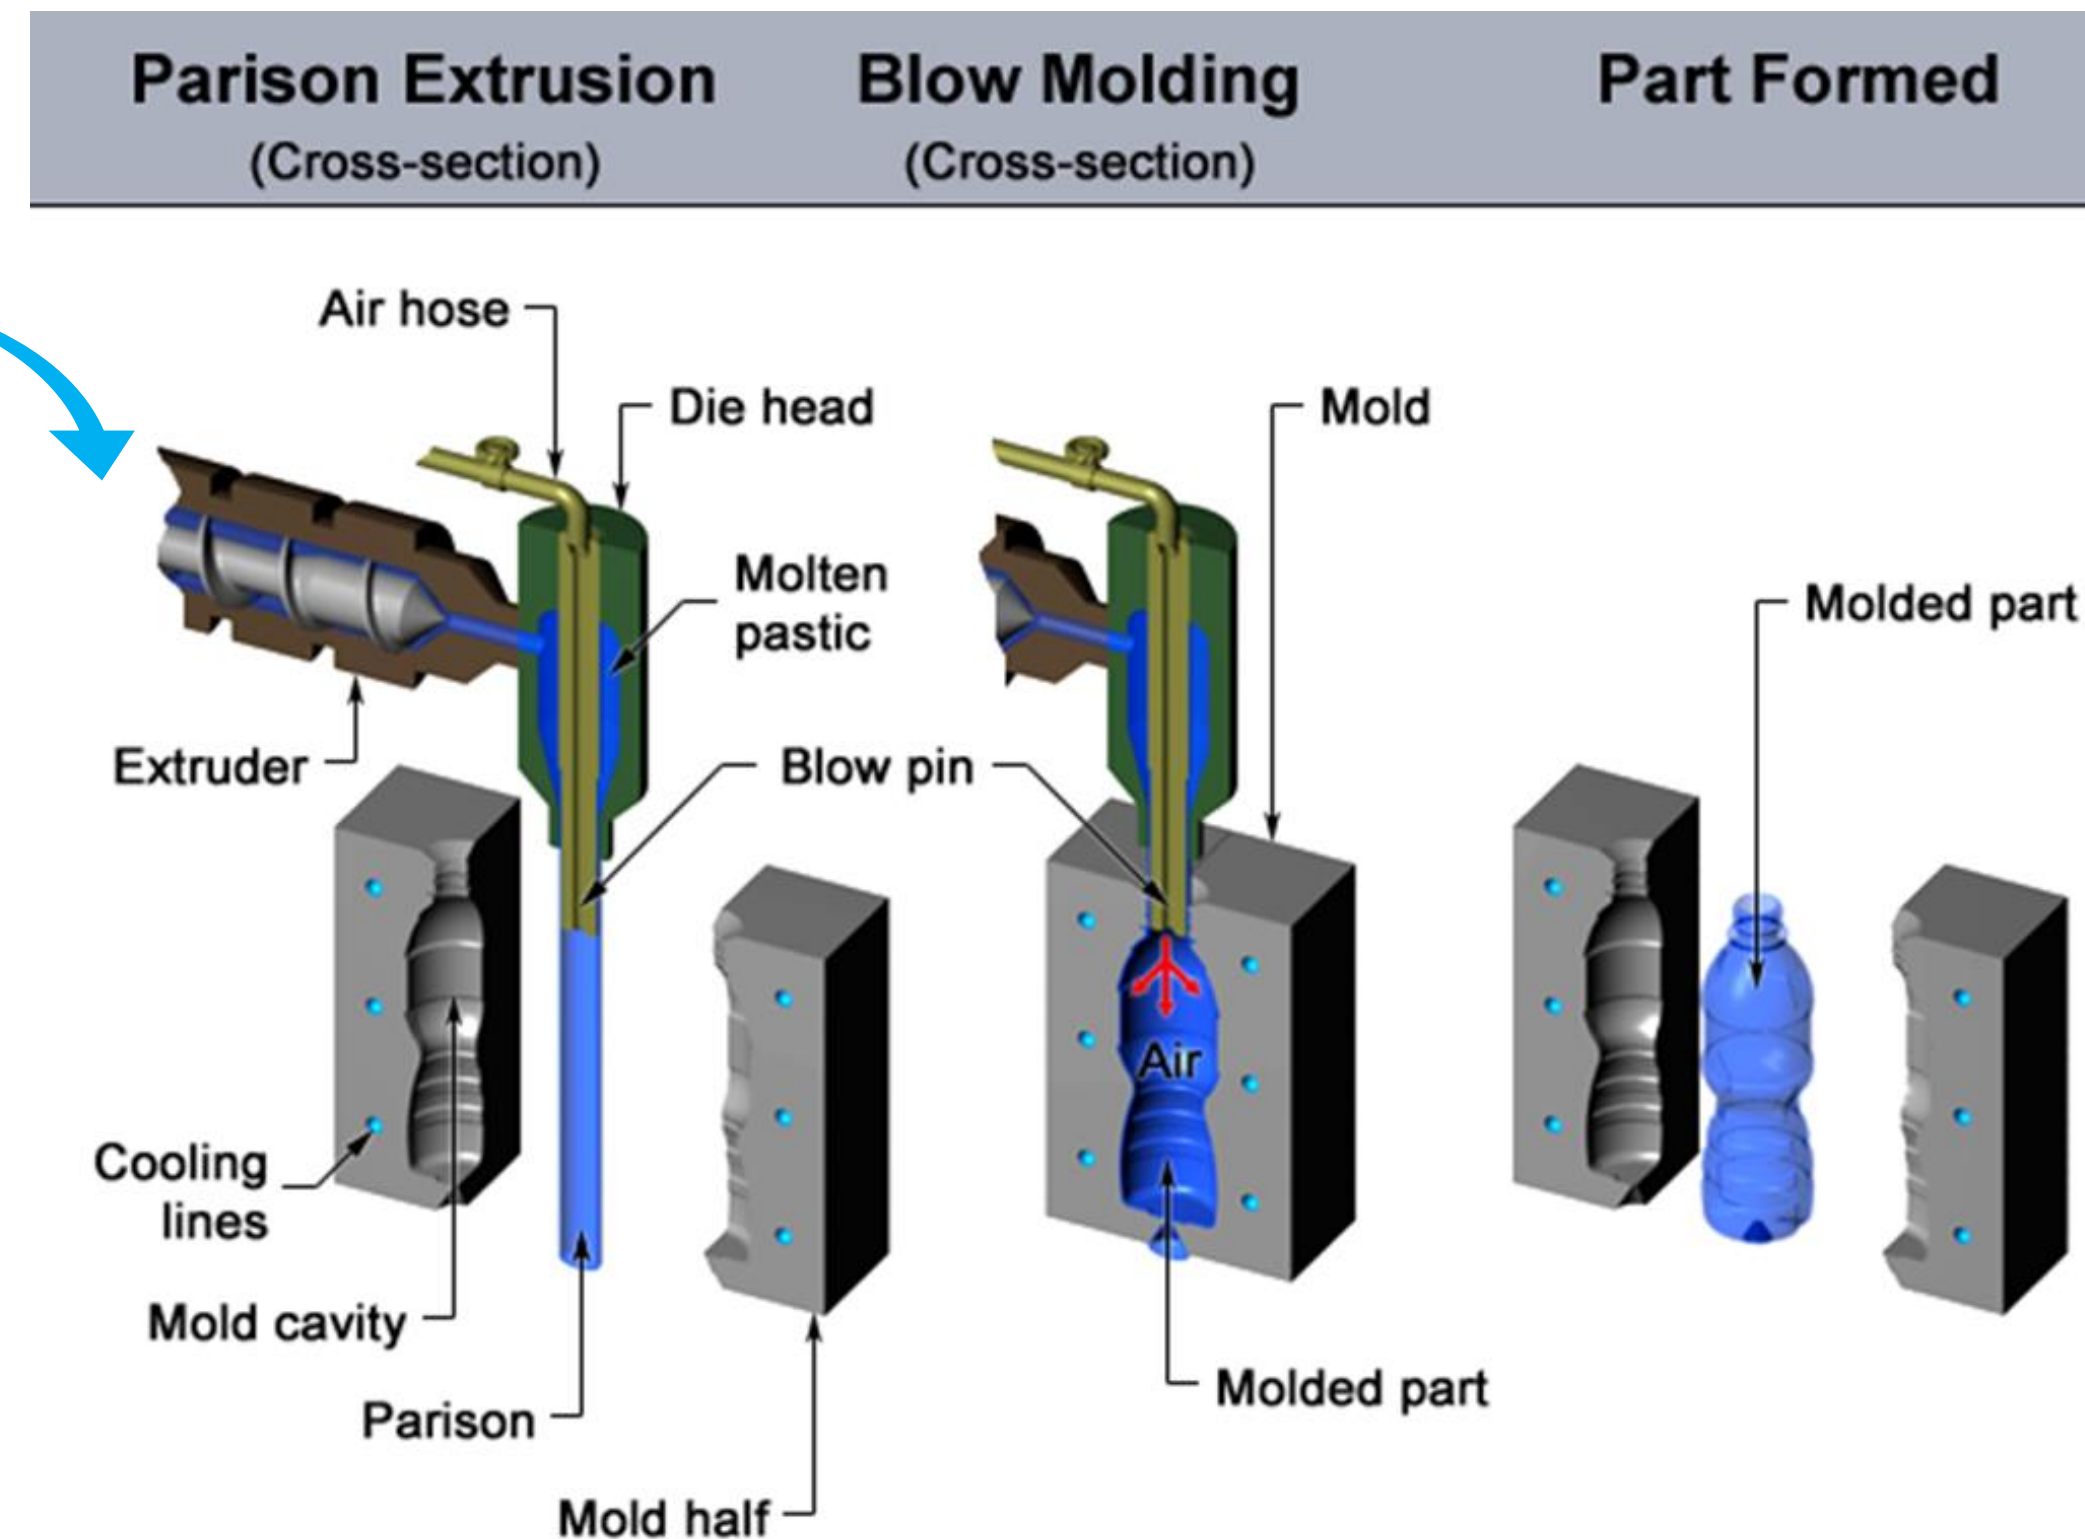 Parison Extrusion
(Cross-section)
Blow Molding
(Cross-section)
Part Formed
Air hose
Die head
Mold
Molten
pastic
Molded part
Extruder
Blow pin
Air
Cooling
lines
Mold cavity
Molded part
Parison
Mold half